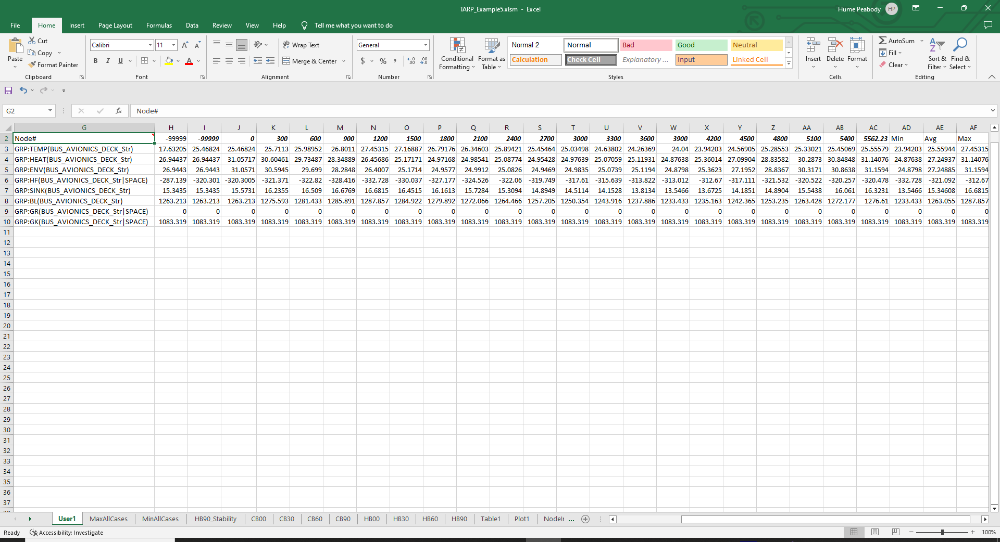 TARP_Example5.xlsm - Excel
Hume Peabody HP
File Home Insert Page Layout Formulas Data Review View Help Tell me what you want to do
Paste
Cut
Copy
Format Painter
Clipboard
Calibri 11
B I U
Font
Wrap Text
Merge & Center
Alignment
General
$ % ,
Number
Conditional Formatting
Format as Table
Normal 2 Normal Bad Good Neutral
Calculation Check Cell Explanatory ... Input Linked Cell
Styles
Insert Delete Format
Cells
AutoSum
Fill
Clear
Sort & Filter
Find & Select
Editing
G2 fx Node#
G H I J K L M N O P Q R S T U V W X Y Z AA AB AC AD AE AF
2 Node# -99999 -99999 0 300 600 900 1200 1500 1800 2100 2400 2700 3000 3300 3600 3900 4200 4500 4800 5100 5400 5562.23 Min Avg Max
3 GRP:TEMP(BUS_AVIONICS_DECK_Str) 17.63205 25.46824 25.46824 25.7113 25.98952 26.8011 27.45315 27.16887 26.79176 26.34603 25.89421 25.45464 25.03498 24.63802 24.26369 24.04 23.94203 24.56905 25.28553 25.33021 25.45069 25.55579 23.94203 25.55944 27.45315
4 GRP:HEAT(BUS_AVIONICS_DECK_Str) 26.94437 26.94437 31.05717 30.60461 29.73487 28.34889 26.45686 25.17171 24.97168 24.98541 25.08774 24.95428 24.97639 25.07059 25.11931 24.87638 25.36014 27.09904 28.83582 30.2873 30.84848 31.14076 24.87638 27.24937 31.14076
5 GRP:ENV(BUS_AVIONICS_DECK_Str) 26.9443 26.9443 31.0571 30.5945 29.699 28.2848 26.4007 25.1714 24.9577 24.9912 25.0826 24.9469 24.9835 25.0739 25.1194 24.8798 25.3623 27.1952 28.8367 30.3171 30.8638 31.1594 24.8798 27.24885 31.1594
6 GRP:HF(BUS_AVIONICS_DECK_Str|SPACE) -287.139 -320.301 -320.3005 -321.371 -322.82 -328.416 -332.728 -330.037 -327.177 -324.526 -322.06 -319.749 -317.61 -315.639 -313.822 -313.012 -312.67 -317.111 -321.532 -320.522 -320.257 -320.478 -332.728 -321.092 -312.67
7 GRP:SINK(BUS_AVIONICS_DECK_Str) 15.3435 15.3435 15.5731 16.2355 16.509 16.6769 16.6815 16.4515 16.1613 15.7284 15.3094 14.8949 14.5114 14.1528 13.8134 13.5466 13.6725 14.1851 14.8904 15.5438 16.061 16.3231 13.5466 15.34608 16.6815
8 GRP:BL(BUS_AVIONICS_DECK_Str) 1263.213 1263.213 1263.213 1275.593 1281.433 1285.891 1287.857 1284.922 1279.892 1272.066 1264.466 1257.205 1250.354 1243.916 1237.886 1233.433 1235.163 1242.365 1253.235 1263.428 1272.177 1276.61 1233.433 1263.055 1287.857
9 GRP:GR(BUS_AVIONICS_DECK_Str|SPACE) 0 0 0 0 0 0 0 0 0 0 0 0 0 0 0 0 0 0 0 0 0 0 0 0 0
10 GRP:GK(BUS_AVIONICS_DECK_Str|SPACE) 1083.319 1083.319 1083.319 1083.319 1083.319 1083.319 1083.319 1083.319 1083.319 1083.319 1083.319 1083.319 1083.319 1083.319 1083.319 1083.319 1083.319 1083.319 1083.319 1083.319 1083.319 1083.319 1083.319 1083.319 1083.319
11
12
13
14
15
16
17
18
19
20
21
22
23
24
25
26
27
28
29
30
31
32
33
34
35
36
37
User1 MaxAllCases MinAllCases HB90_Stability CB00 CB30 CB60 CB90 HB00 HB30 HB60 HB90 Table1 Plot1 NodeIr ...
Ready Accessibility: Investigate 100%